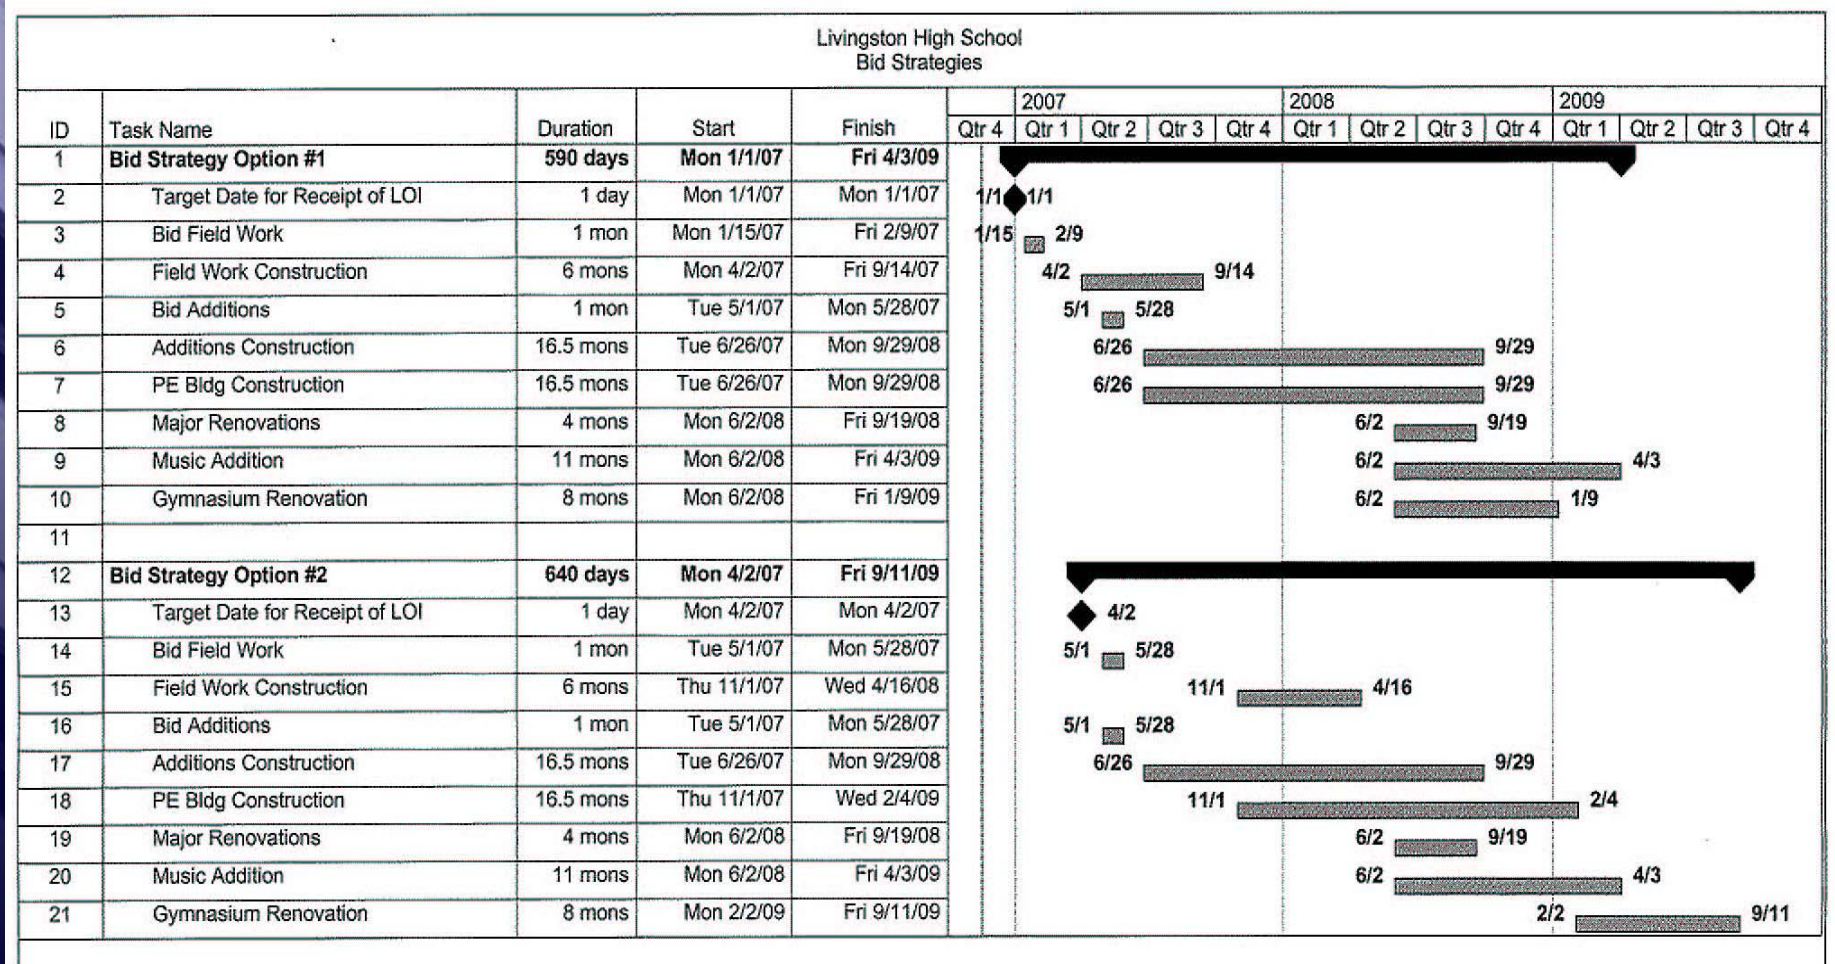 Livingston High School
Bid Strategies
2007 2008 2009
ID Task Name Duration Start Finish Qtr 4 Qtr 1 Qtr 2 Qtr 3 Qtr 4 Qtr 1 Qtr 2 Qtr 3 Qtr 4 Qtr 1 Qtr 2 Qtr 3 Qtr 4
1 Bid Strategy Option #1 590 days Mon 1/1/07 Fri 4/3/09
2 Target Date for Receipt of LOI 1 day Mon 1/1/07 Mon 1/1/07 1/1 1/1
3 Bid Field Work 1 mon Mon 1/15/07 Fri 2/9/07 1/15 2/9
4 Field Work Construction 6 mons Mon 4/2/07 Fri 9/14/07 4/2 9/14
5 Bid Additions 1 mon Tue 5/1/07 Mon 5/28/07 5/1 5/28
6 Additions Construction 16.5 mons Tue 6/26/07 Mon 9/29/08 6/26 9/29
7 PE Bldg Construction 16.5 mons Tue 6/26/07 Mon 9/29/08 6/26 9/29
8 Major Renovations 4 mons Mon 6/2/08 Fri 9/19/08 6/2 9/19
9 Music Addition 11 mons Mon 6/2/08 Fri 4/3/09 6/2 4/3
10 Gymnasium Renovation 8 mons Mon 6/2/08 Fri 1/9/09 6/2 1/9
11
12 Bid Strategy Option #2 640 days Mon 4/2/07 Fri 9/11/09
13 Target Date for Receipt of LOI 1 day Mon 4/2/07 Mon 4/2/07 4/2
14 Bid Field Work 1 mon Tue 5/1/07 Mon 5/28/07 5/1 5/28
15 Field Work Construction 6 mons Thu 11/1/07 Wed 4/16/08 11/1 4/16
16 Bid Additions 1 mon Tue 5/1/07 Mon 5/28/07 5/1 5/28
17 Additions Construction 16.5 mons Tue 6/26/07 Mon 9/29/08 6/26 9/29
18 PE Bldg Construction 16.5 mons Thu 11/1/07 Wed 2/4/09 11/1 2/4
19 Major Renovations 4 mons Mon 6/2/08 Fri 9/19/08 6/2 9/19
20 Music Addition 11 mons Mon 6/2/08 Fri 4/3/09 6/2 4/3
21 Gymnasium Renovation 8 mons Mon 2/2/09 Fri 9/11/09 2/2 9/11